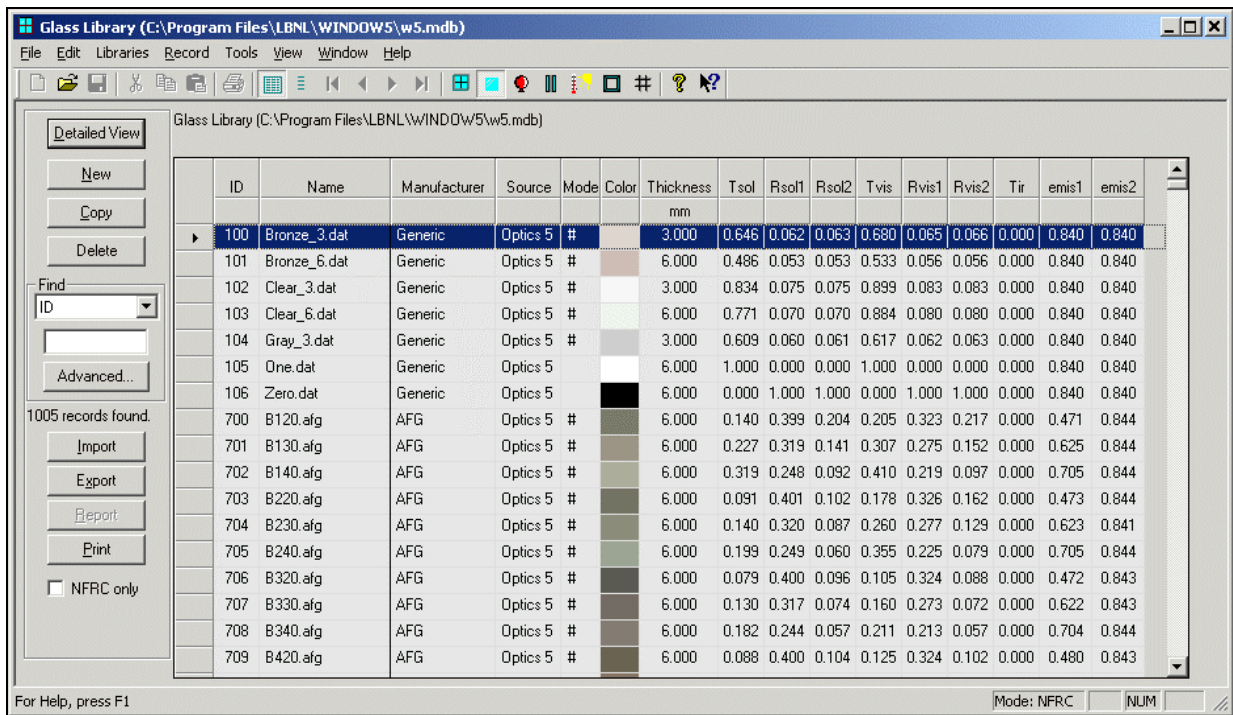 Glass Library (C:\Program Files\LBNL\WINDOW5\w5.mdb)
File Edit Libraries Record Tools View Window Help
Detailed View
New
Copy
Delete
Find
ID
Advanced...
1005 records found.
Import
Export
Report
Print
NFRC only
Glass Library (C:\Program Files\LBNL\WINDOW5\w5.mdb)
ID Name Manufacturer Source Mode Color Thickness Tsol Rsol1 Rsol2 Tvis Rvis1 Rvis2 Tir emis1 emis2
mm
100 Bronze_3.dat Generic Optics 5 # 3.000 0.646 0.062 0.063 0.680 0.065 0.066 0.000 0.840 0.840
101 Bronze_6.dat Generic Optics 5 # 6.000 0.486 0.053 0.053 0.533 0.056 0.056 0.000 0.840 0.840
102 Clear_3.dat Generic Optics 5 # 3.000 0.834 0.075 0.075 0.899 0.083 0.083 0.000 0.840 0.840
103 Clear_6.dat Generic Optics 5 # 6.000 0.771 0.070 0.070 0.884 0.080 0.080 0.000 0.840 0.840
104 Gray_3.dat Generic Optics 5 # 3.000 0.609 0.060 0.061 0.617 0.062 0.063 0.000 0.840 0.840
105 One.dat Generic Optics 5 6.000 1.000 0.000 0.000 1.000 0.000 0.000 0.000 0.840 0.840
106 Zero.dat Generic Optics 5 6.000 0.000 1.000 1.000 0.000 1.000 1.000 0.000 0.840 0.840
700 B120.afg AFG Optics 5 # 6.000 0.140 0.399 0.204 0.205 0.323 0.217 0.000 0.471 0.844
701 B130.afg AFG Optics 5 # 6.000 0.227 0.319 0.141 0.307 0.275 0.152 0.000 0.625 0.844
702 B140.afg AFG Optics 5 # 6.000 0.319 0.248 0.092 0.410 0.219 0.097 0.000 0.705 0.844
703 B220.afg AFG Optics 5 # 6.000 0.091 0.401 0.102 0.178 0.326 0.162 0.000 0.473 0.844
704 B230.afg AFG Optics 5 # 6.000 0.140 0.320 0.087 0.260 0.277 0.129 0.000 0.623 0.841
705 B240.afg AFG Optics 5 # 6.000 0.199 0.249 0.060 0.355 0.225 0.079 0.000 0.705 0.844
706 B320.afg AFG Optics 5 # 6.000 0.079 0.400 0.096 0.105 0.324 0.088 0.000 0.472 0.843
707 B330.afg AFG Optics 5 # 6.000 0.130 0.317 0.074 0.160 0.273 0.072 0.000 0.622 0.843
708 B340.afg AFG Optics 5 # 6.000 0.182 0.244 0.057 0.211 0.213 0.057 0.000 0.704 0.844
709 B420.afg AFG Optics 5 # 6.000 0.088 0.400 0.104 0.125 0.324 0.102 0.000 0.480 0.843
For Help, press F1
Mode: NFRC NUM